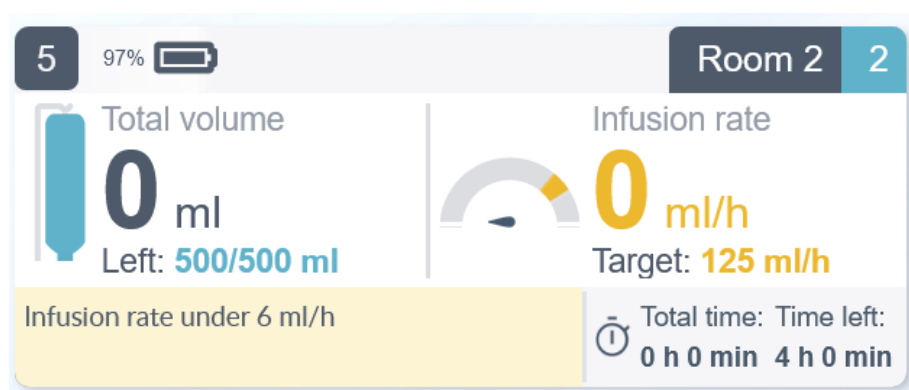 5 97% Room 2 2
Total volume
0 ml
Left: 500/500 ml
Infusion rate
0 ml/h
Target: 125 ml/h
Infusion rate under 6 ml/h
Total time: Time left:
0 h 0 min 4 h 0 min